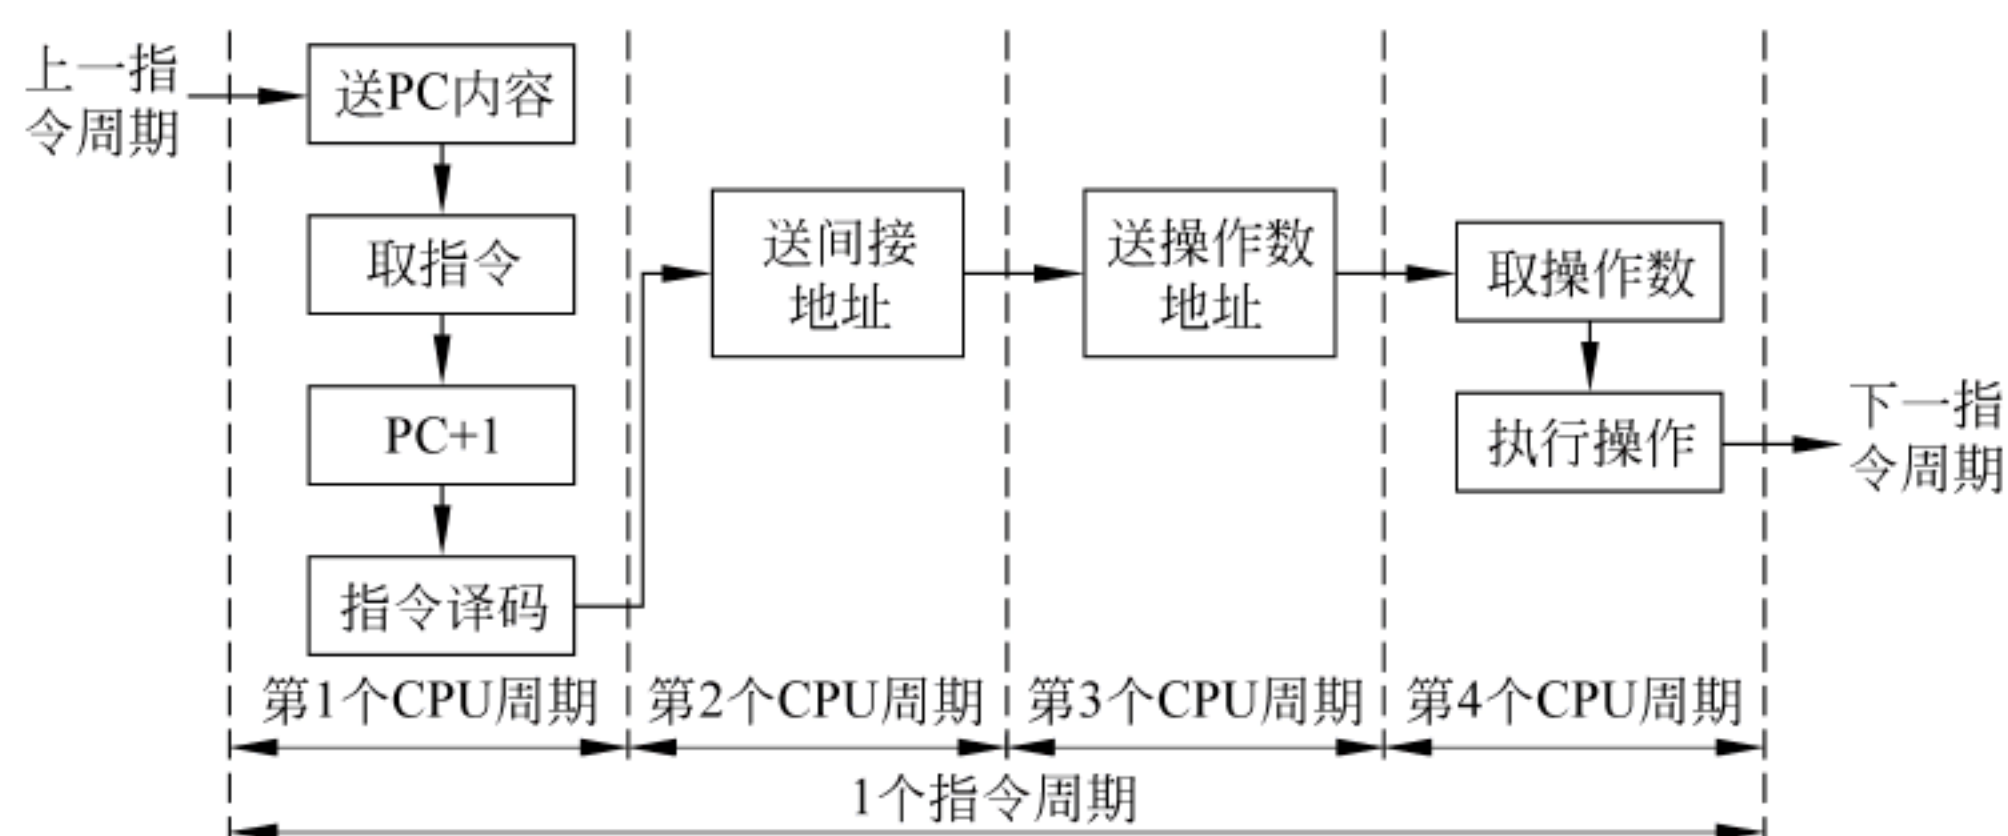 上一指
令周期
送PC内容
取指令
PC+1
指令译码
送间接
地址
送操作数
地址
取操作数
执行操作
下一指
令周期
第1个CPU周期
第2个CPU周期
第3个CPU周期
第4个CPU周期
1个指令周期